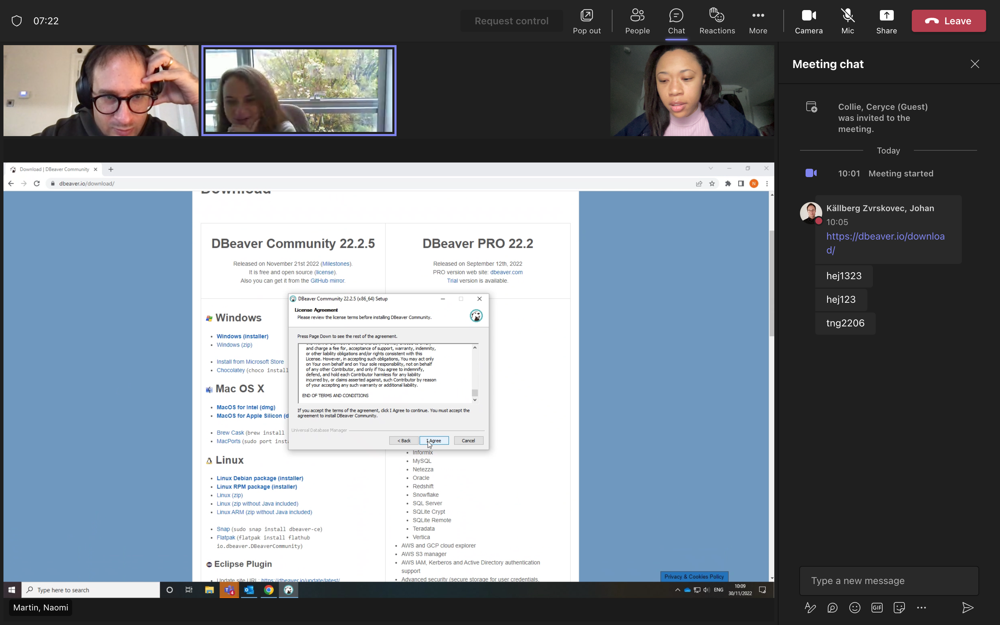 07:22
Request control
Pop out
People
Chat
Reactions
More
Camera
Mic
Share
Leave
Meeting chat
Collie, Ceryce (Guest)
was invited to the
meeting.
Today
10:01 Meeting started
Källberg Zvrskovec, Johan
10:05
https://dbeaver.io/downloa
d/
hej1323
hej123
tng2206
Type a new message
GIF
Download | DBeaver Community
dbeaver.io/download/
N
Download
DBeaver Community 22.2.5
Released on November 21st 2022 (Milestones).
It is free and open source (license).
Also you can get it from the GitHub mirror.
DBeaver PRO 22.2
Released on September 12th, 2022
PRO version web site: dbeaver.com
Trial version is available.
Windows
Windows (installer)
Windows (zip)
Install from Microsoft Store
Chocolatey (choco install
Mac OS X
MacOS for Intel (dmg)
MacOS for Apple Silicon (d
Brew Cask (brew install
MacPorts (sudo port inst
Linux
Linux Debian package (installer)
Linux RPM package (installer)
Linux (zip)
Linux (zip without Java included)
Linux ARM (zip without Java included)
Snap (sudo snap install dbeaver-ce)
Flatpak (flatpak install flathub
io.dbeaver.DBeaverCommunity)
Eclipse Plugin
Update site URL: https://dbeaver.io/update/latest/
DBeaver Community 22.2.5 (x86_64) Setup
License Agreement
Please review the license terms before installing DBeaver Community.
Press Page Down to see the rest of the agreement.
and charge a fee for, acceptance of support, warranty, indemnity,
or other liability obligations and/or rights consistent with this
License. However, in accepting such obligations, You may act only
on Your own behalf and on Your sole responsibility, not on behalf
of any other Contributor, and only if You agree to indemnify,
defend, and hold each Contributor harmless for any liability
incurred by, or claims asserted against, such Contributor by reason
of your accepting any such warranty or additional liability.
END OF TERMS AND CONDITIONS
If you accept the terms of the agreement, click I Agree to continue. You must accept the
agreement to install DBeaver Community.
Universal Database Manager
< Back
I Agree
Cancel
Informix
MySQL
Netezza
Oracle
Redshift
Snowflake
SQL Server
SQLite Crypt
SQLite Remote
Teradata
Vertica
AWS and GCP cloud explorer
AWS S3 manager
AWS IAM, Kerberos and Active Directory authentication
support
Advanced security (secure storage for user credentials,
Privacy & Cookies Policy
Type here to search
4
ENG
10:09
30/11/2022
Martin, Naomi